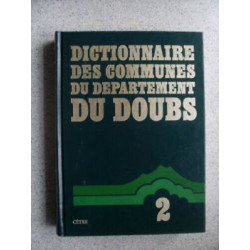 DICTIONNAIRE
DES COMMUNES
DU DEPARTEMENT
DU DOUBS
2
cêtre